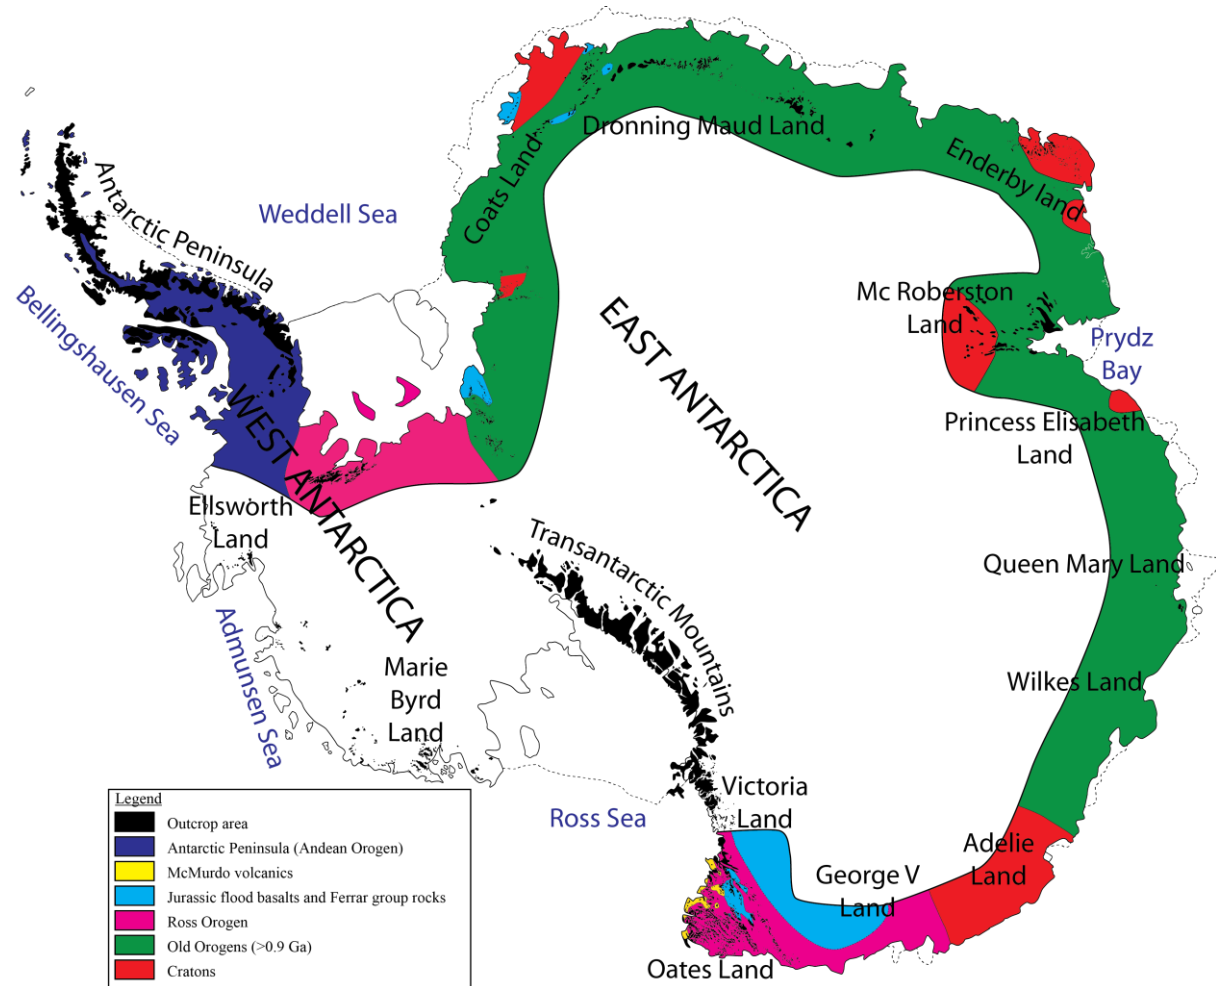 Dronning Maud Land
Enderby land
Coats Land
Antarctic Peninsula
Weddell Sea
Bellingshausen Sea
Mc Roberston
Land
EAST ANTARCTICA
Prydz
Bay
WEST ANTARCTICA
Princess Elisabeth
Land
Ellsworth
Land
Transantarctic Mountains
Queen Mary Land
Admunsen Sea
Marie
Byrd
Land
Wilkes Land
Ross Sea
Victoria
Land
Adelie
Land
George V
Land
Oates Land
Legend
Outcrop area
Antarctic Peninsula (Andean Orogen)
McMurdo volcanics
Jurassic flood basalts and Ferrar group rocks
Ross Orogen
Old Orogens (>0.9 Ga)
Cratons